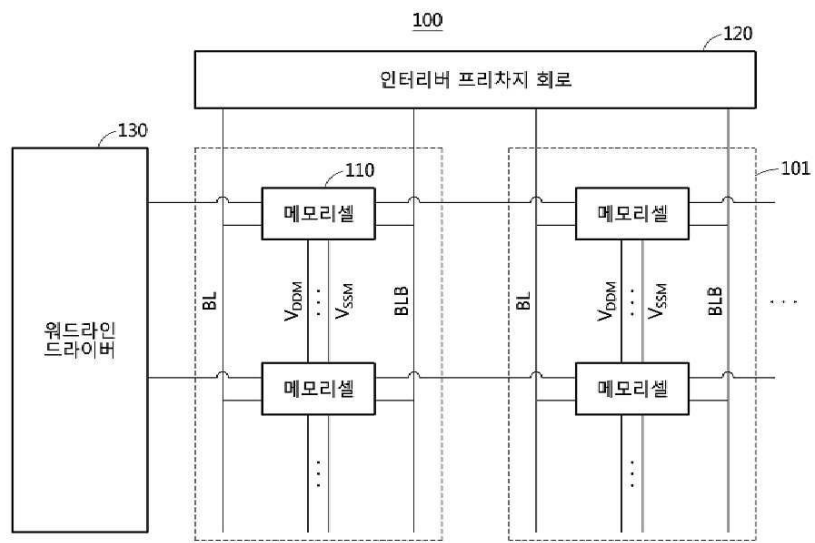 100
120
인터리버 프리차지 회로
130
110
101
메모리셀
메모리셀
BL
VDDM
...
VSSM
BLB
BL
VDDM
...
VSSM
BLB
...
워드라인
드라이버
메모리셀
메모리셀
...
...